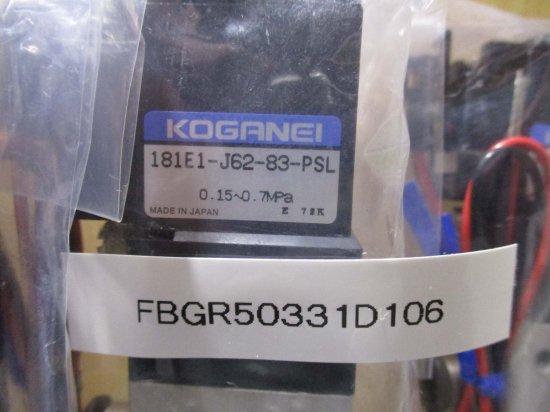 KOGANEI
181E1-J62-83-PSL
0.15~0.7MPa
MADE IN JAPAN
FBGR50331D106